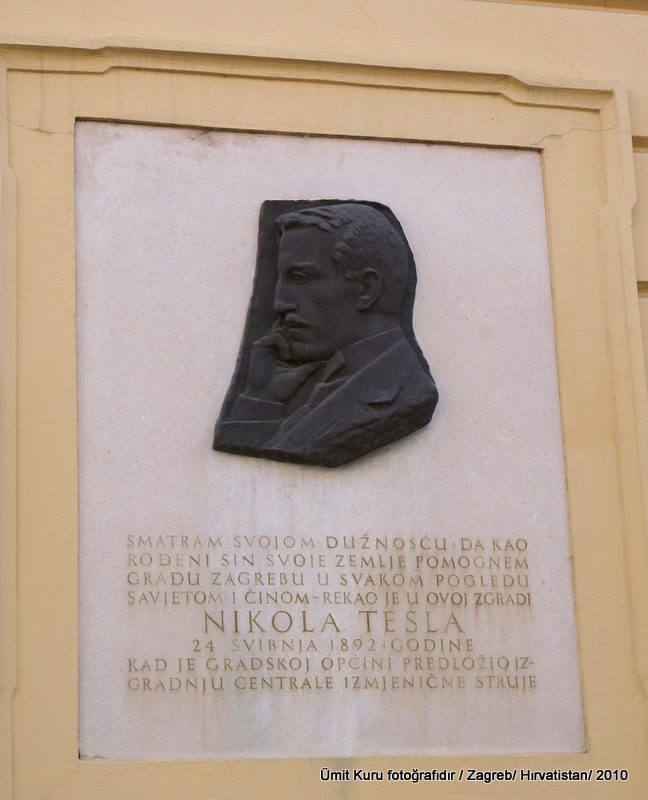 SMATRAM SVOJOM DUŽNOSĆU DA KAO
ROĐENI SIN SVOJE ZEMLJE POMOGNEM
GRADU ZAGREBU U SVAKOM POGLEDU
SAVJETOM I ČINOM-REKAO JE U OVOJ ZGRADI
NIKOLA TESLA
24 SVIBNJA 1892 GODINE
KAD JE GRADSKOJ OPĆINI PREDLOŽIO IZ-
GRADNJU CENTRALE IZMJENIČNE STRUJE
Ümit Kuru fotoğrafıdır / Zagreb/ Hırvatistan/ 2010